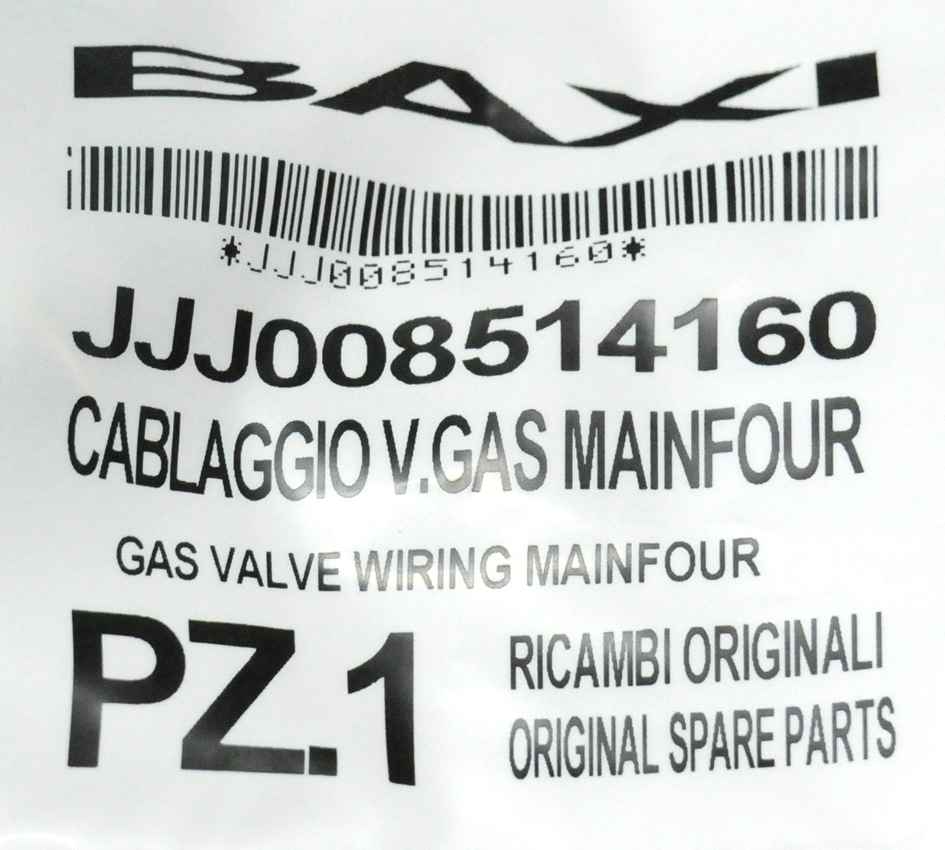 BAXI
*JJJ008514160*
JJJ008514160
CABLAGGIO V.GAS MAINFOUR
GAS VALVE WIRING MAINFOUR
PZ.1
RICAMBI ORIGINALI
ORIGINAL SPARE PARTS